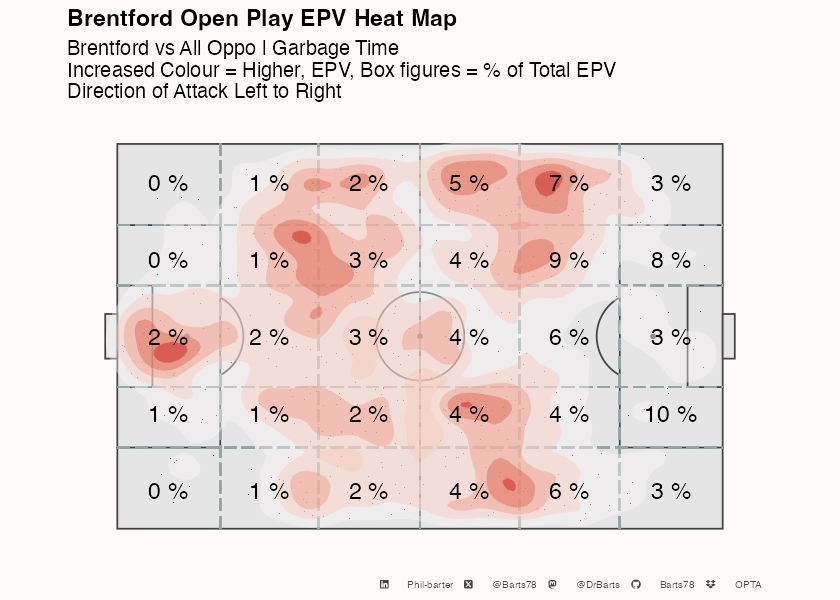 Brentford Open Play EPV Heat Map
Brentford vs All Oppo | Garbage Time
Increased Colour = Higher, EPV, Box figures = % of Total EPV
Direction of Attack Left to Right
0 % 1 % 2 % 5 % 7 % 3 %
0 % 1 % 3 % 4 % 9 % 8 %
2 % 2 % 3 % 4 % 6 % 3 %
1 % 1 % 2 % 4 % 4 % 10 %
0 % 1 % 2 % 4 % 6 % 3 %
Phil-barter @Barts78 @DrBarts Barts78 OPTA